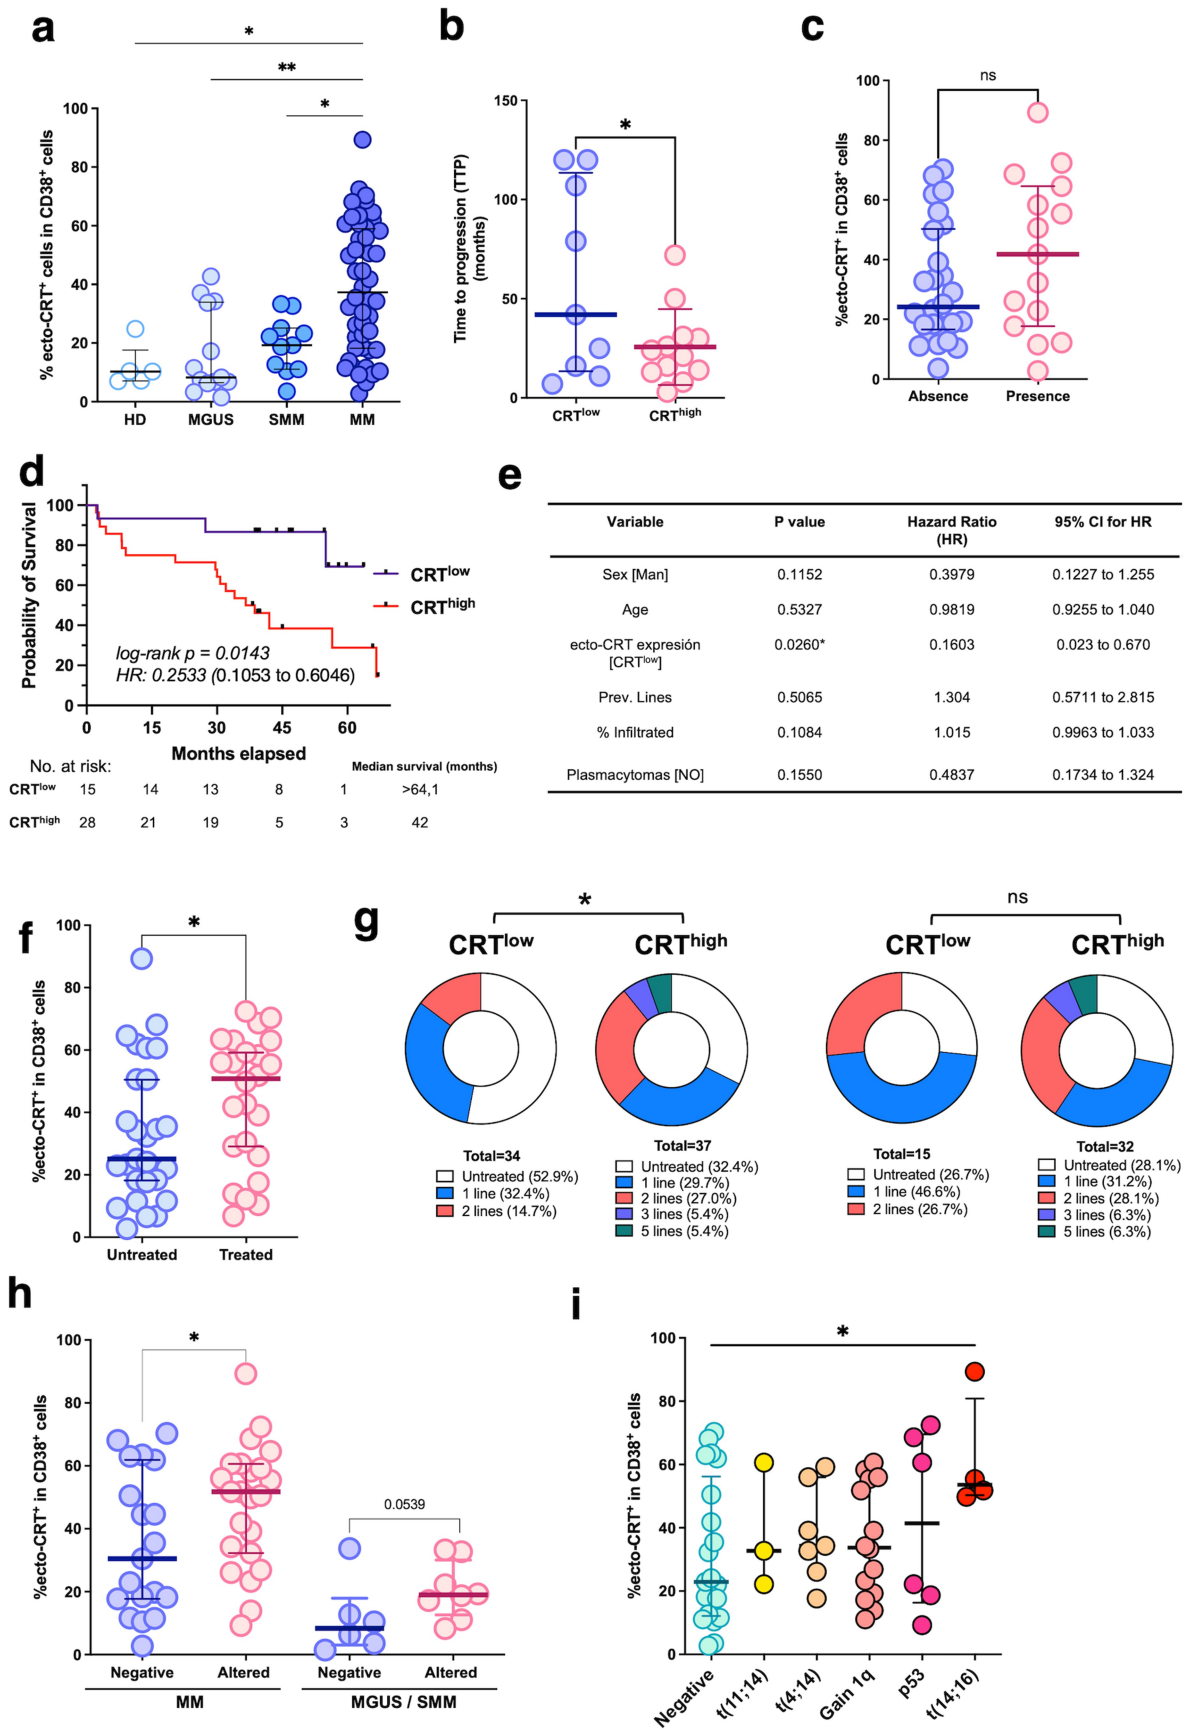 a
*
**
*
% ecto-CRT⁺ cells in CD38⁺ cells
100
80
60
40
20
0
HD MGUS SMM MM
b
*
Time to progression (TTP)
(months)
150
100
50
0
CRTlow CRThigh
c
ns
%ecto-CRT⁺ in CD38⁺ cells
100
80
60
40
20
0
Absence Presence
d
Probability of Survival
100
80
60
40
20
0
CRTlow
CRThigh
log-rank p = 0.0143
HR: 0.2533 (0.1053 to 0.6046)
0 15 30 45 60
Months elapsed
No. at risk: Median survival (months)
CRTlow 15 14 13 8 1 >64,1
CRThigh 28 21 19 5 3 42
e
Variable P value Hazard Ratio (HR) 95% CI for HR
Sex [Man] 0.1152 0.3979 0.1227 to 1.255
Age 0.5327 0.9819 0.9255 to 1.040
ecto-CRT expresión 0.0260* 0.1603 0.023 to 0.670
[CRTlow]
Prev. Lines 0.5065 1.304 0.5711 to 2.815
% Infiltrated 0.1084 1.015 0.9963 to 1.033
Plasmacytomas [NO] 0.1550 0.4837 0.1734 to 1.324
f
*
%ecto-CRT⁺ in CD38⁺ cells
100
80
60
40
20
0
Untreated Treated
g
*
CRTlow CRThigh
Total=34
Untreated (52.9%)
1 line (32.4%)
2 lines (14.7%)
Total=37
Untreated (32.4%)
1 line (29.7%)
2 lines (27.0%)
3 lines (5.4%)
5 lines (5.4%)
ns
CRTlow CRThigh
Total=15
Untreated (26.7%)
1 line (46.6%)
2 lines (26.7%)
Total=32
Untreated (28.1%)
1 line (31.2%)
2 lines (28.1%)
3 lines (6.3%)
5 lines (6.3%)
h
*
0.0539
%ecto-CRT⁺ in CD38⁺ cells
100
80
60
40
20
0
Negative Altered Negative Altered
MM MGUS / SMM
i
*
%ecto-CRT⁺ in CD38⁺ cells
100
80
60
40
20
0
Negative t(11;14) t(4;14) Gain 1q p53 t(14;16)